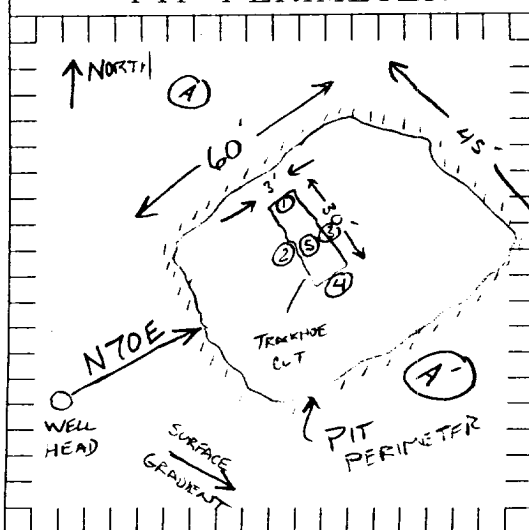 PIT PERIMETER
NORTH
A
60'
45'
3'
1
30'
2
5
3
4
TRACKHOE
CUT
N70E
A'
WELL
HEAD
PIT
PERIMETER
SURFACE
GRADIENT